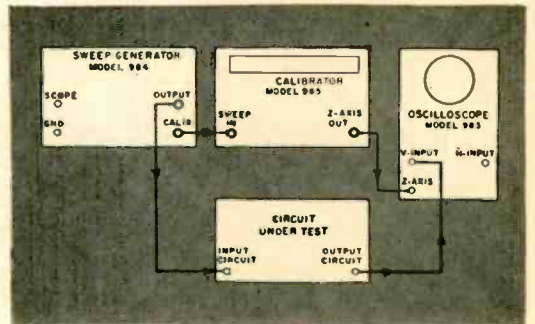 SWEEP GENERATOR
MODEL 984
SCOPE
OUTPUT
GND
CALIB
CALIBRATOR
MODEL 985
SWEEP
IN
Z-AXIS
OUT
OSCILLOSCOPE
MODEL 983
V-INPUT
H-INPUT
Z-AXIS
CIRCUIT
UNDER TEST
INPUT
CIRCUIT
OUTPUT
CIRCUIT